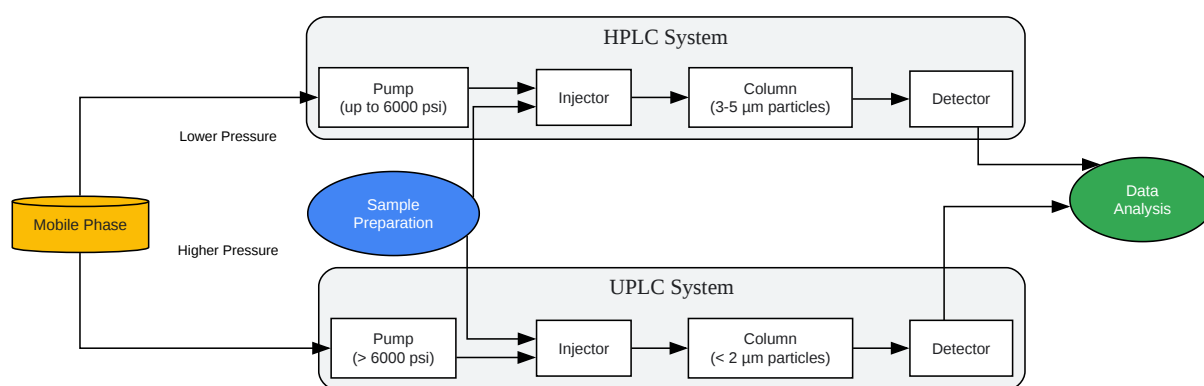 HPLC System
Pump
(up to 6000 psi)
Injector
Column
(3-5 µm particles)
Detector
Lower Pressure
Mobile Phase
Sample
Preparation
Data
Analysis
Higher Pressure
UPLC System
Pump
(> 6000 psi)
Injector
Column
(< 2 µm particles)
Detector